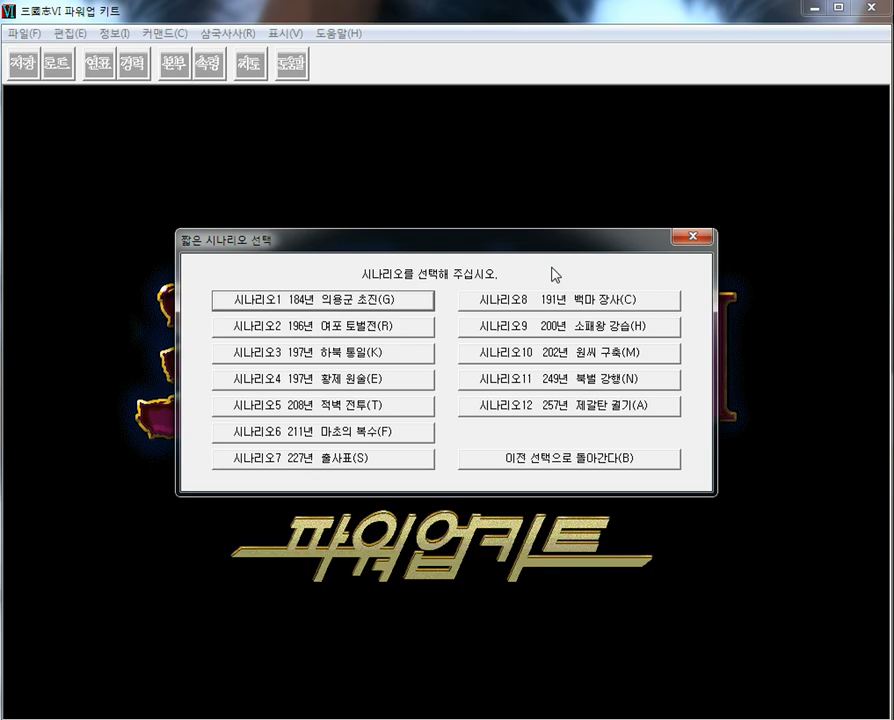 三國志VI 파워업 키트
파일(F) 편집(E) 정보(I) 커맨드(C) 삼국사사(R) 표시(V) 도움말(H)
저장 로드 연표 경력 본부 속령 지도 도움말
짧은 시나리오 선택
시나리오를 선택해 주십시오.
시나리오1 184년 의용군 초진(G)
시나리오2 196년 여포 토벌전(R)
시나리오3 197년 하북 통일(K)
시나리오4 197년 황제 원술(E)
시나리오5 208년 적벽 전투(T)
시나리오6 211년 마초의 복수(F)
시나리오7 227년 출사표(S)
시나리오8 191년 백마 장사(C)
시나리오9 200년 소패왕 강습(H)
시나리오10 202년 원씨 구축(M)
시나리오11 249년 북벌 강행(N)
시나리오12 257년 제갈탄 궐기(A)
이전 선택으로 돌아간다(B)
파워업키트